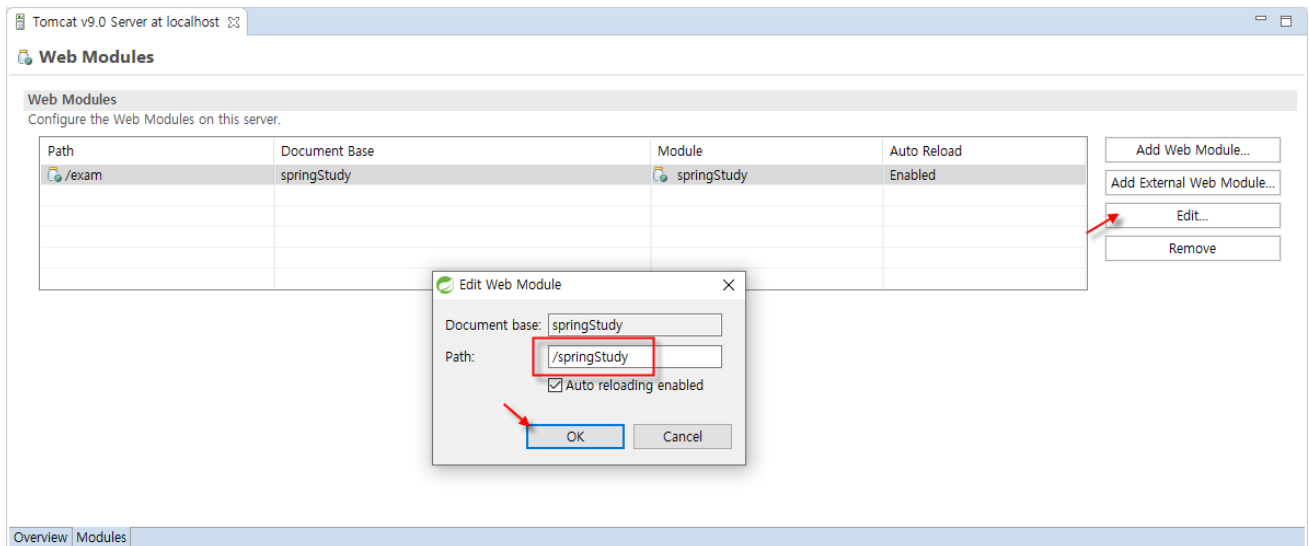 Tomcat v9.0 Server at localhost
Web Modules
Web Modules
Configure the Web Modules on this server.
Path Document Base Module Auto Reload
/exam springStudy springStudy Enabled
Add Web Module...
Add External Web Module...
Edit...
Remove
Edit Web Module
Document base: springStudy
Path: /springStudy
Auto reloading enabled
OK Cancel
Overview Modules